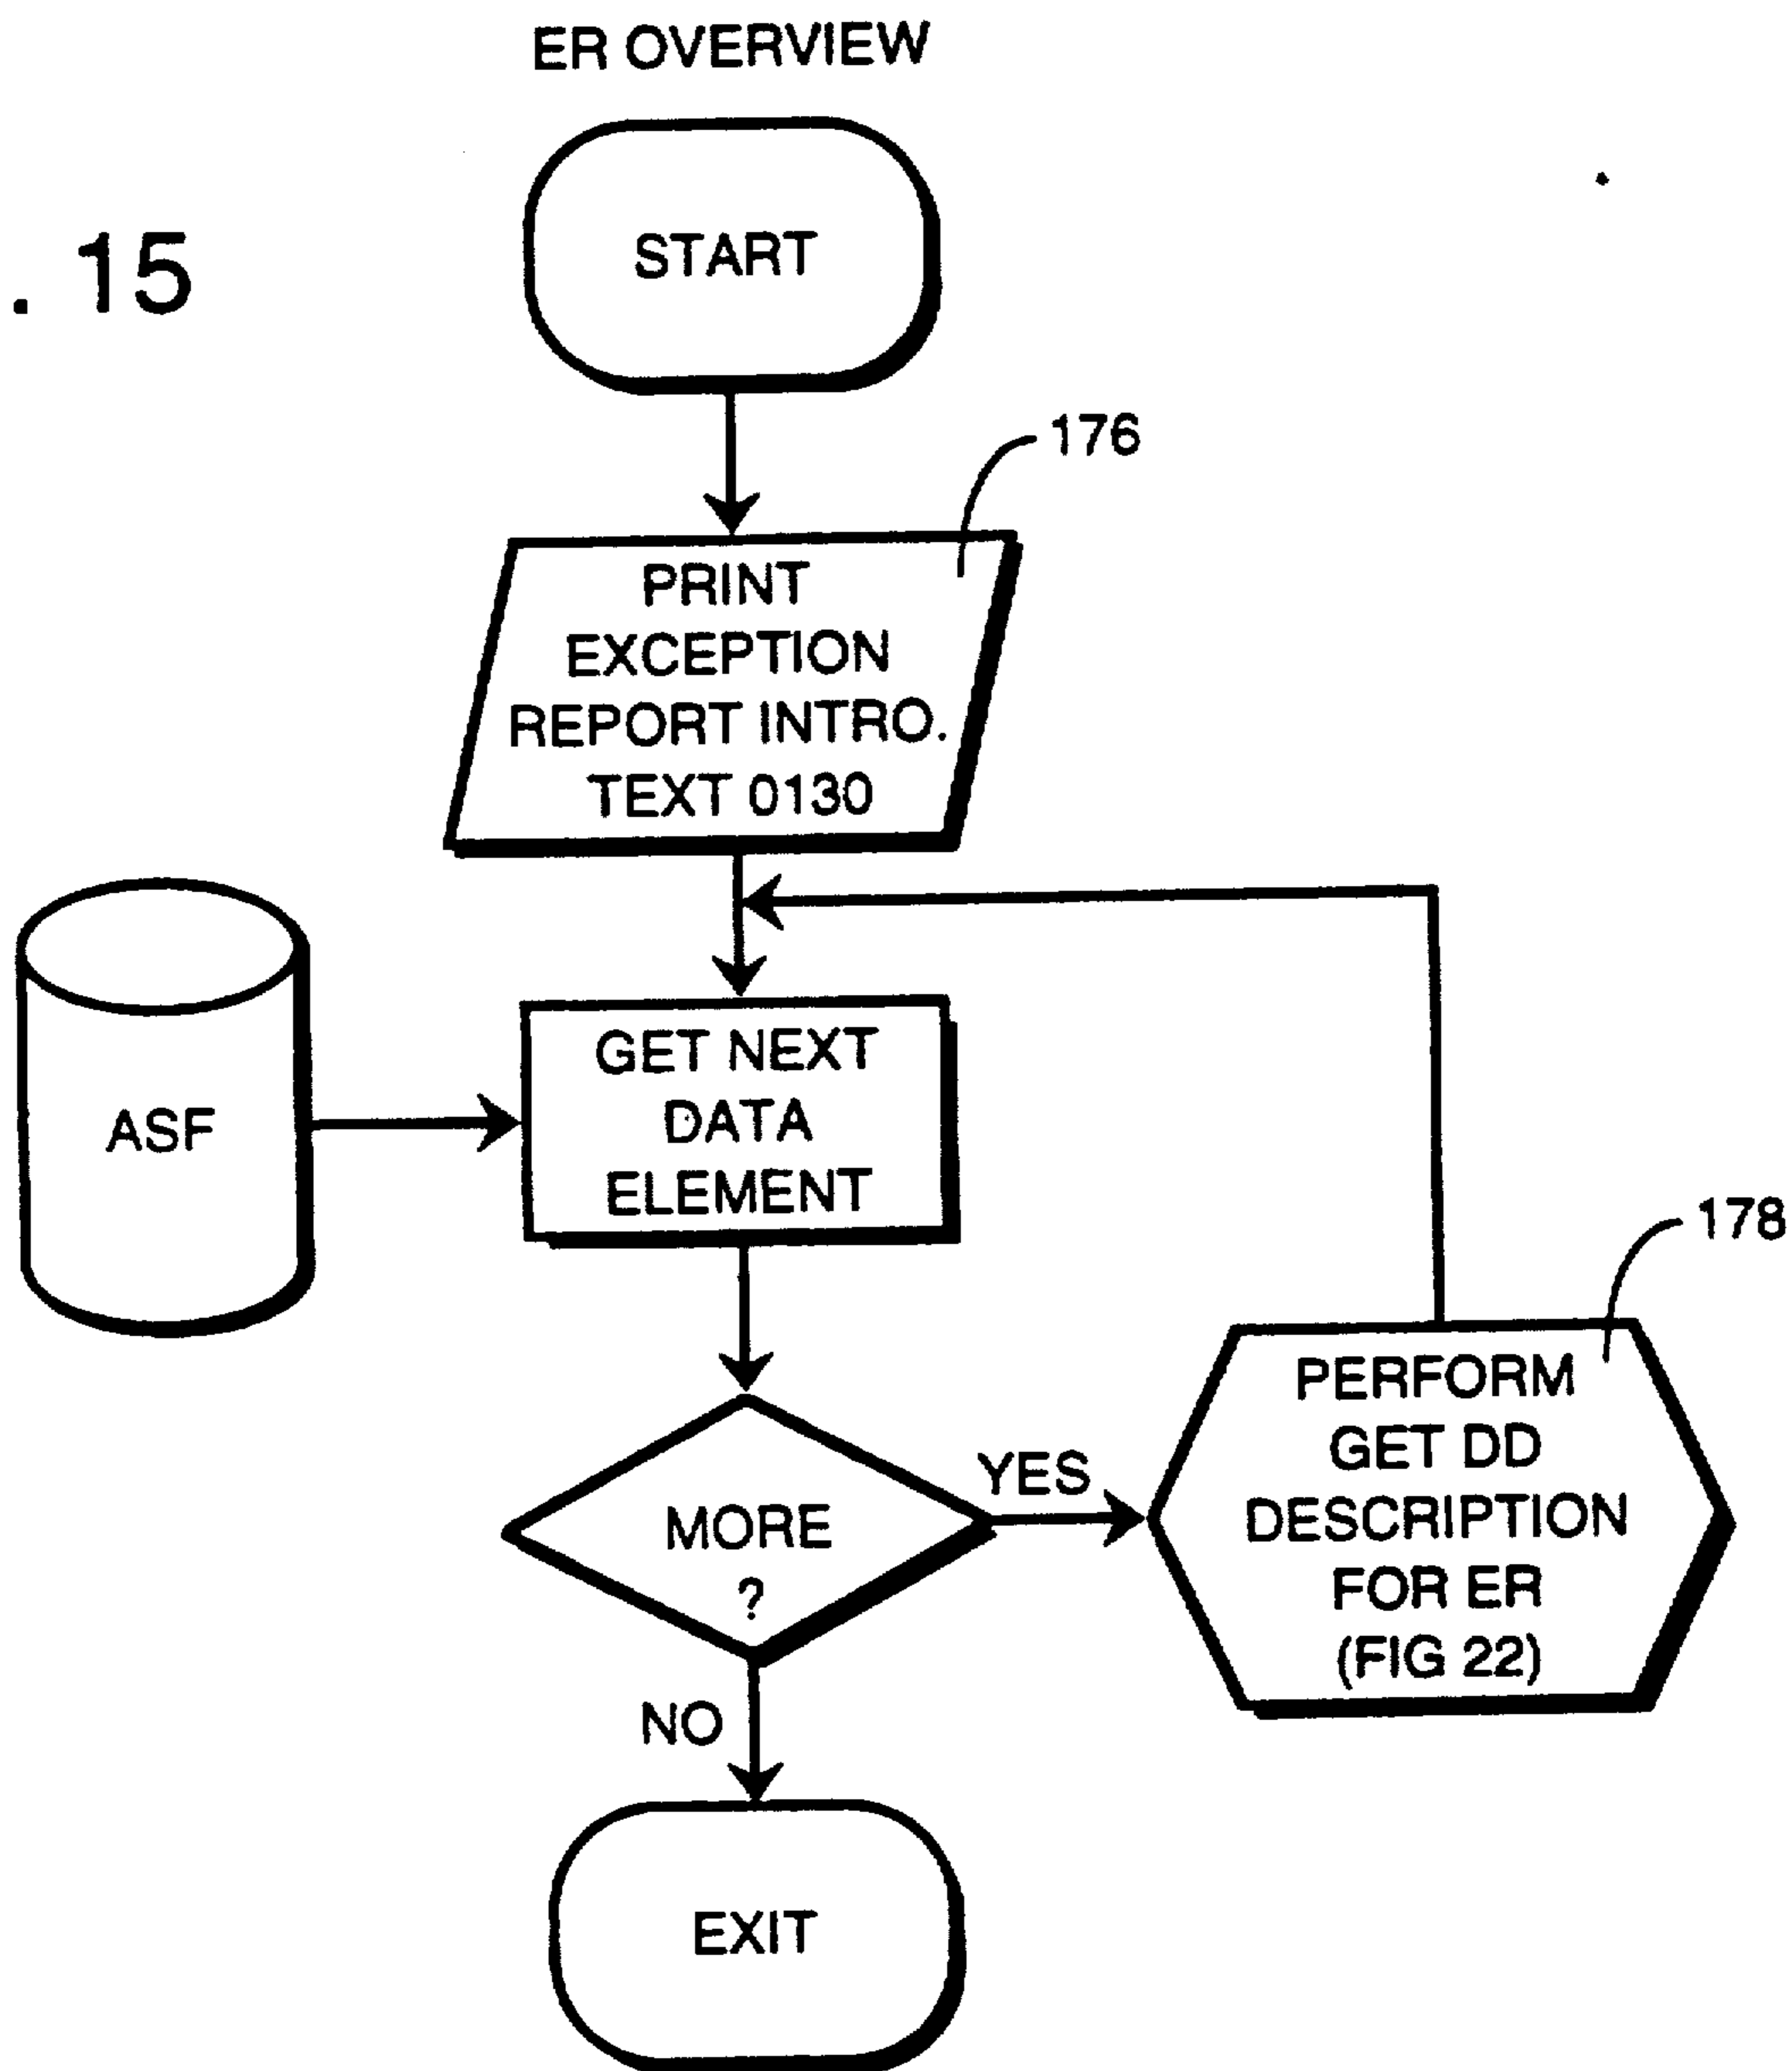 ER OVERVIEW
. 15
START
176
PRINT
EXCEPTION
REPORT INTRO.
TEXT 0130
ASF
GET NEXT
DATA
ELEMENT
178
MORE
?
YES
PERFORM
GET DD
DESCRIPTION
FOR ER
(FIG 22)
NO
EXIT